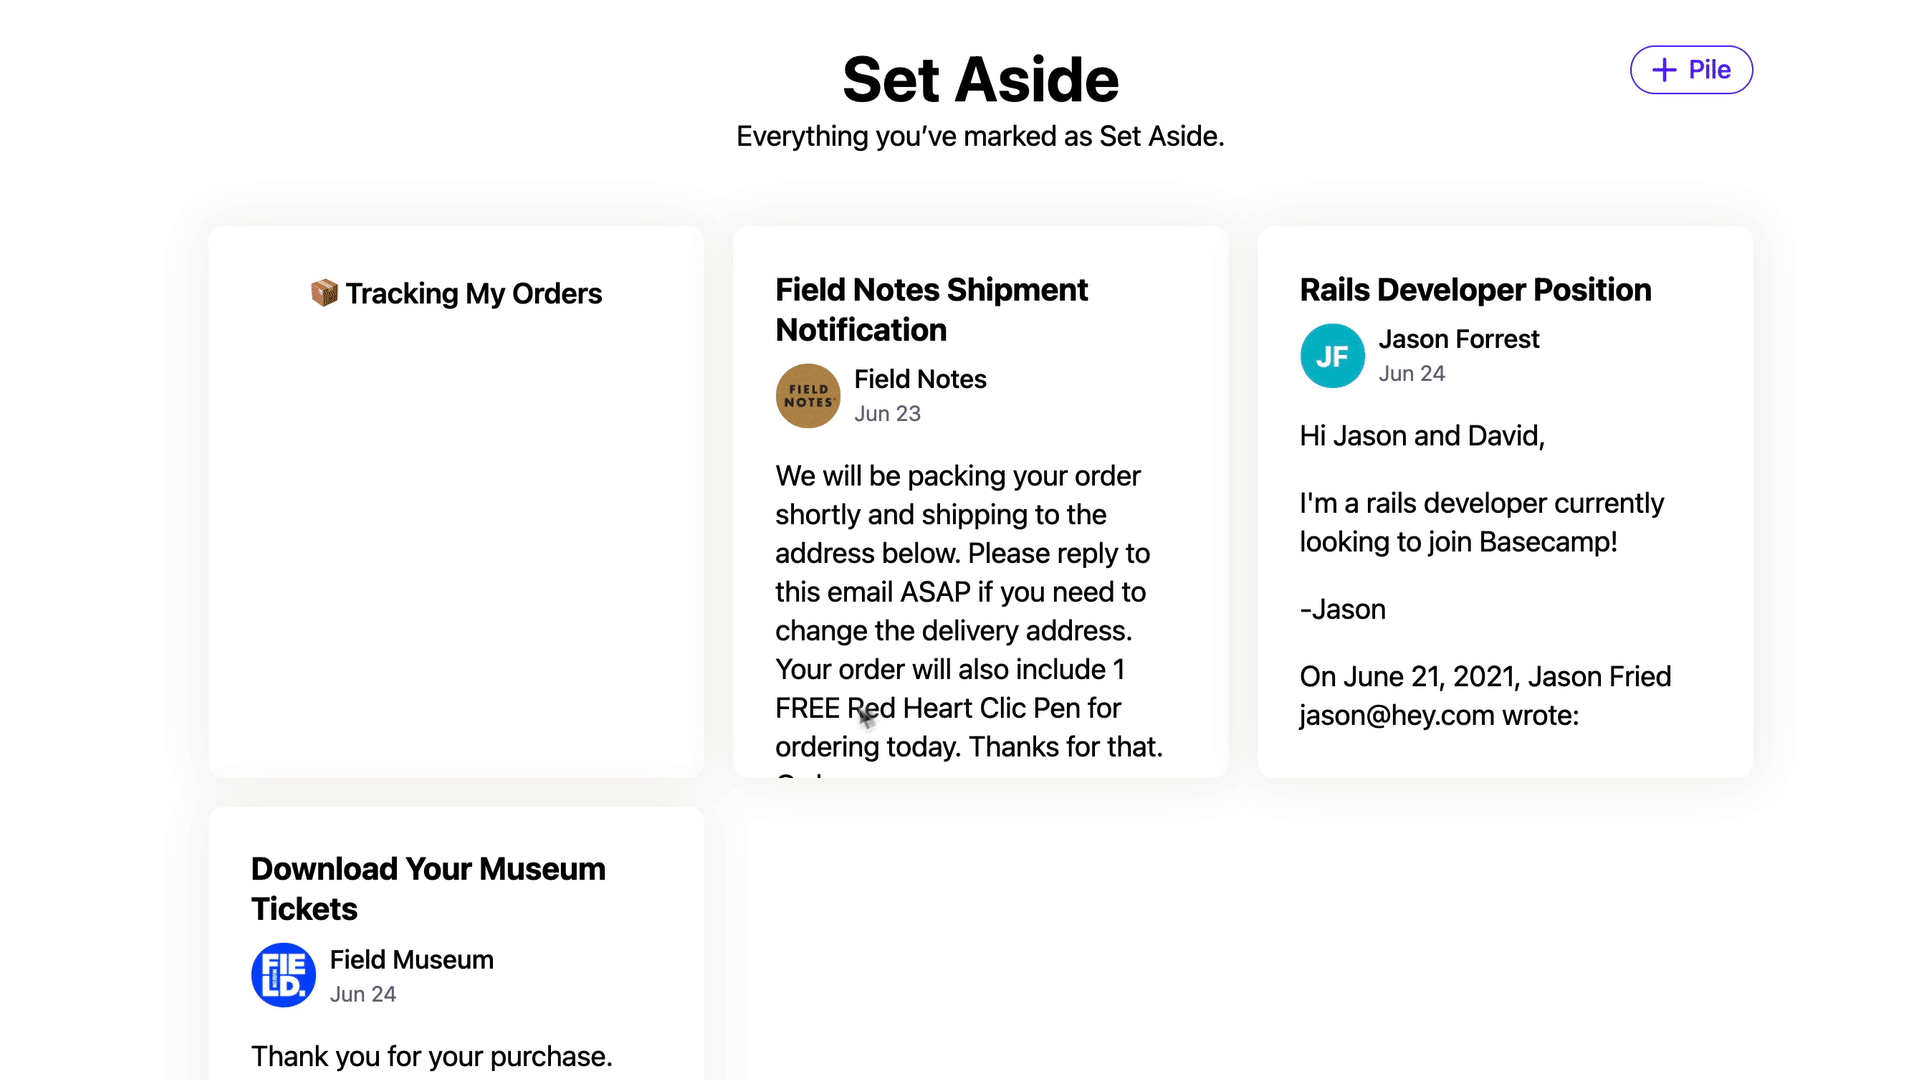 Set Aside
+ Pile
Everything you’ve marked as Set Aside.
📦 Tracking My Orders
Field Notes Shipment
Notification
FIELD
NOTES
Field Notes
Jun 23
We will be packing your order
shortly and shipping to the
address below. Please reply to
this email ASAP if you need to
change the delivery address.
Your order will also include 1
FREE Red Heart Clic Pen for
ordering today. Thanks for that.
Rails Developer Position
JF
Jason Forrest
Jun 24
Hi Jason and David,
I'm a rails developer currently
looking to join Basecamp!
-Jason
On June 21, 2021, Jason Fried
jason@hey.com wrote:
Download Your Museum
Tickets
FIE
LD.
Field Museum
Jun 24
Thank you for your purchase.